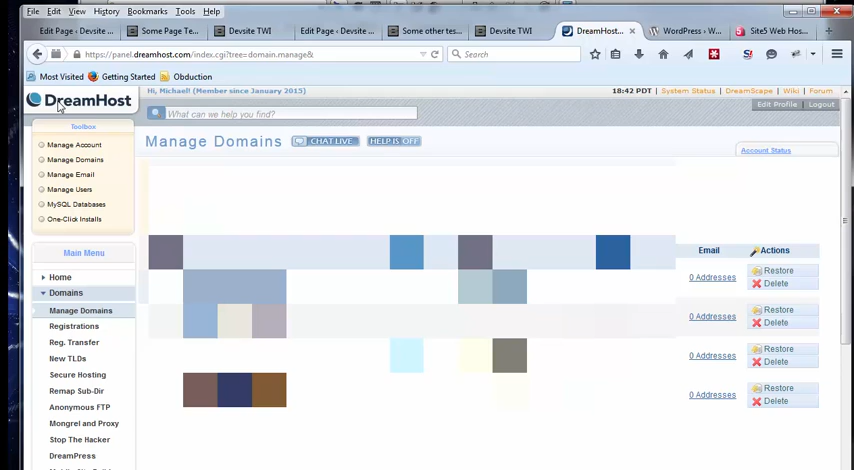 File Edit View History Bookmarks Tools Help
Edit Page ‹ Devsite ... Some Page Te... Devsite TWI Edit Page ‹ Devsite ... Some other tes... Devsite TWI DreamHost... WordPress › W... Site5 Web Hos...
https://panel.dreamhost.com/index.cgi?tree=domain.manage& Search
Most Visited Getting Started Obduction
DreamHost Hi, Michael! (Member since January 2015) 18:42 PDT System Status DreamScape Wiki Forum
What can we help you find? Edit Profile Logout
Toolbox
Manage Domains CHAT LIVE HELP IS OFF
Account Status
Manage Account
Manage Domains
Manage Email
Manage Users
MySQL Databases
One-Click Installs
Main Menu
Email Actions
Home
Domains
Manage Domains
Registrations
Reg. Transfer
New TLDs
Secure Hosting
Remap Sub-Dir
Anonymous FTP
Mongrel and Proxy
Stop The Hacker
DreamPress
0 Addresses Restore
Delete
0 Addresses Restore
Delete
0 Addresses Restore
Delete
0 Addresses Restore
Delete